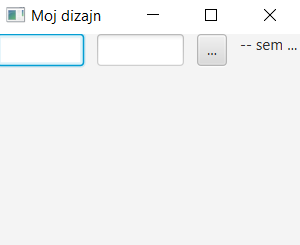 Moj dizajn
... -- sem ...